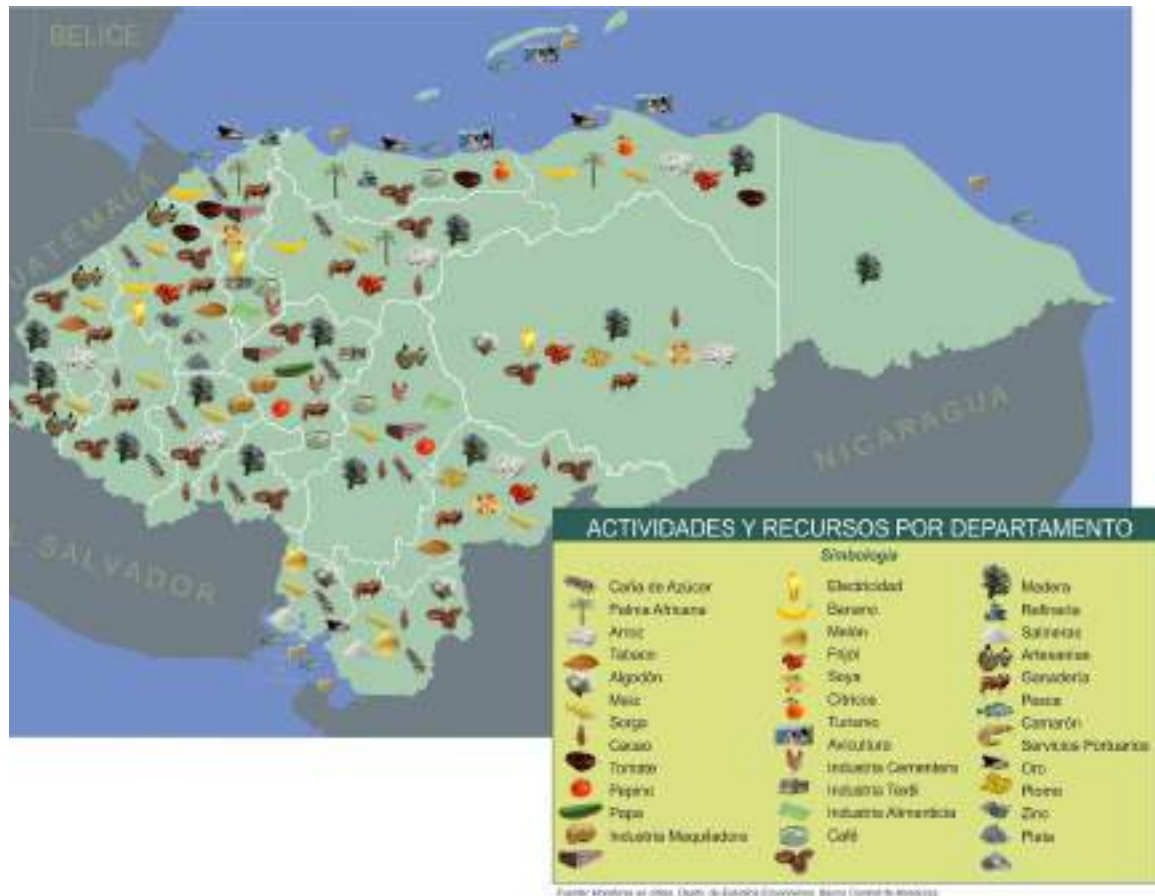 BELICE
GUATEMALA
NICARAGUA
EL SALVADOR
ACTIVIDADES Y RECURSOS POR DEPARTAMENTO
Simbología
Caña de Azúcar
Palma Africana
Arroz
Tabaco
Algodón
Maiz
Sorgo
Cacao
Tomate
Pepino
Papa
Industria Maquiladora
Electricidad
Banano
Melón
Frijol
Soya
Cítricos
Turismo
Avicultura
Industria Cementera
Industria Textil
Industria Alimenticia
Café
Madera
Refinería
Salineras
Artesanías
Ganadería
Pesca
Camarón
Servicios Portuarios
Oro
Plomo
Zinc
Plata